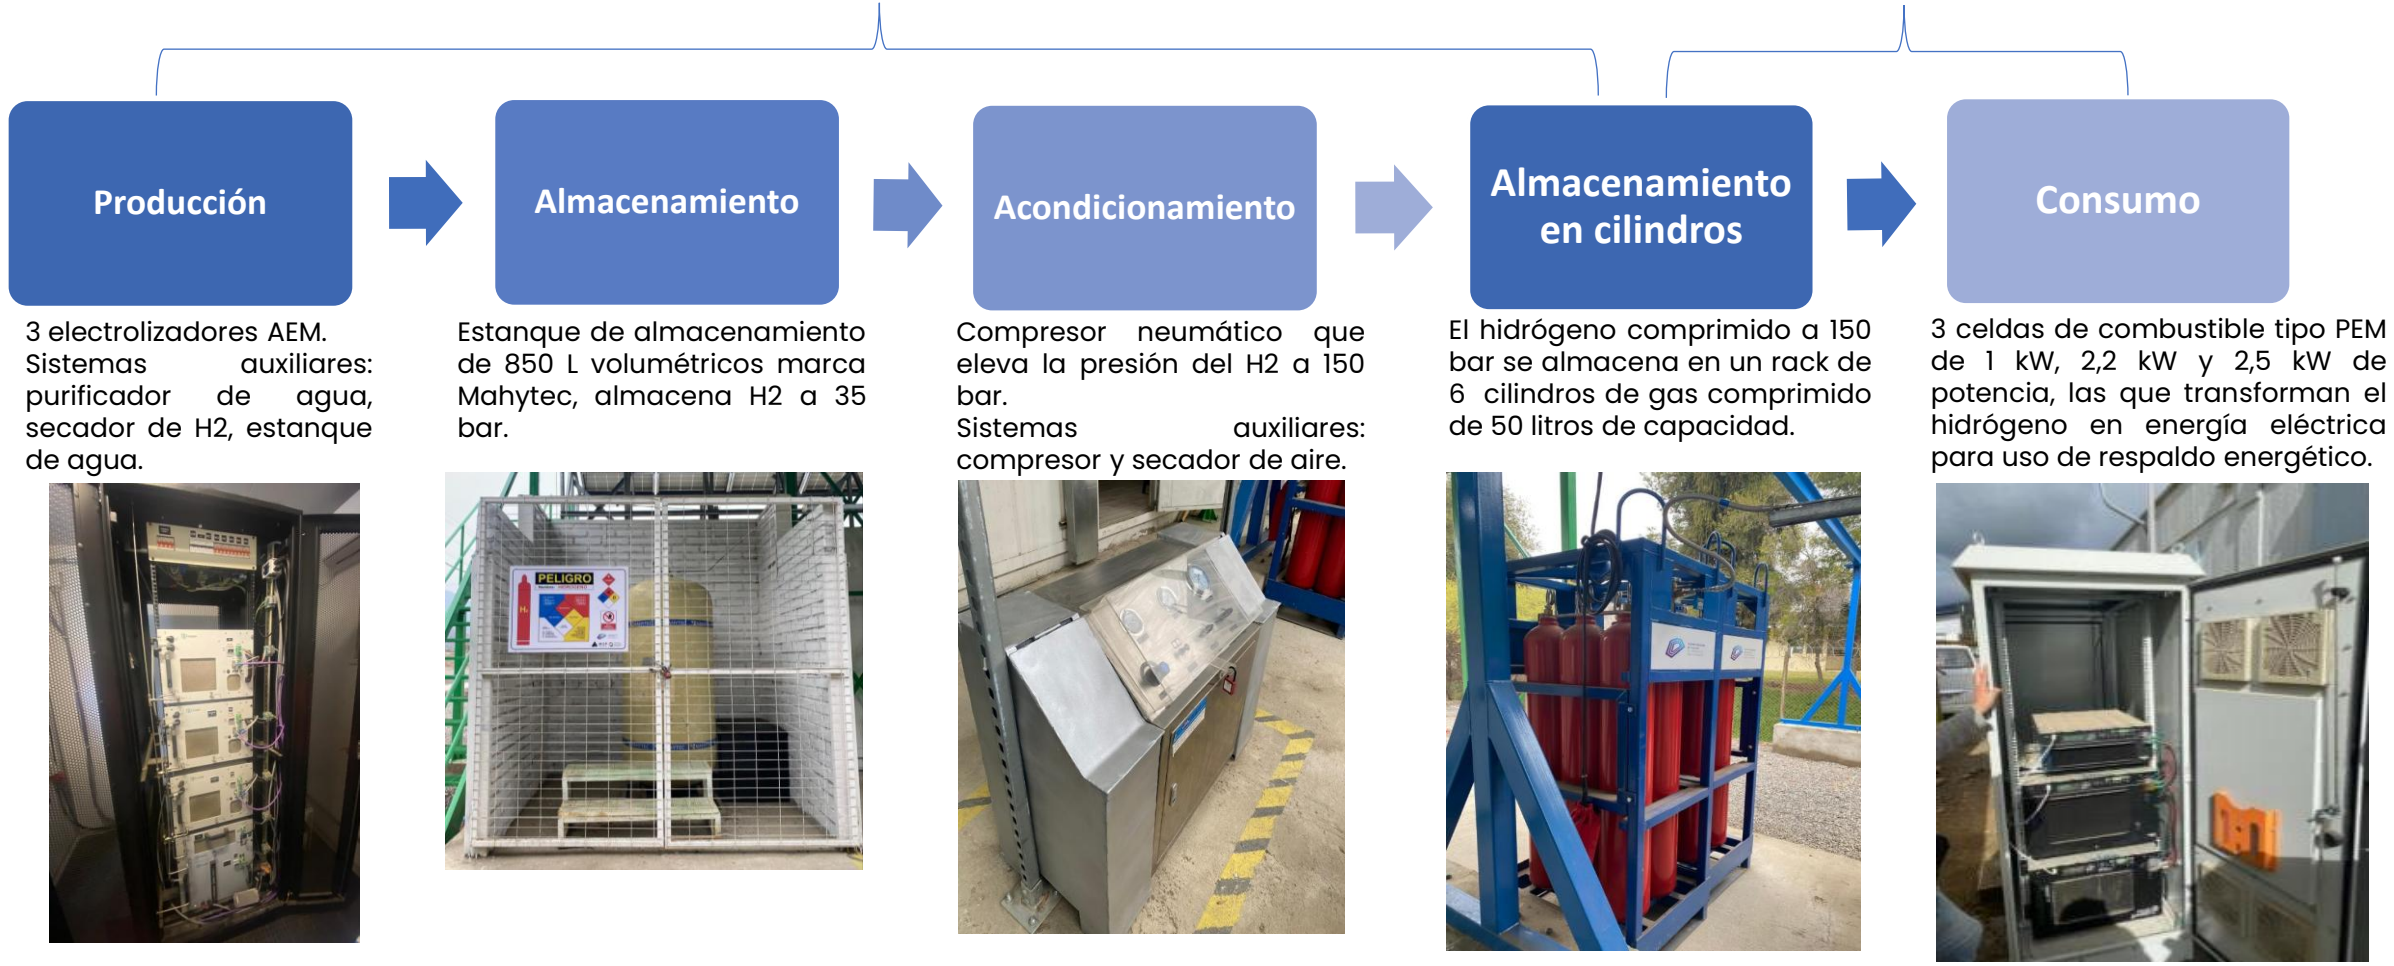 Producción
Almacenamiento
Acondicionamiento
Almacenamiento
en cilindros
Consumo
3 electrolizadores AEM.
Sistemas auxiliares:
purificador de agua,
secador de H2, estanque
de agua.
Estanque de almacenamiento
de 850 L volumétricos marca
Mahytec, almacena H2 a 35
bar.
Compresor neumático que
eleva la presión del H2 a 150
bar.
Sistemas auxiliares:
compresor y secador de aire.
El hidrógeno comprimido a 150
bar se almacena en un rack de
6 cilindros de gas comprimido
de 50 litros de capacidad.
3 celdas de combustible tipo PEM
de 1 kW, 2,2 kW y 2,5 kW de
potencia, las que transforman el
hidrógeno en energía eléctrica
para uso de respaldo energético.
PELIGRO
HIDRÓGENO
H₂